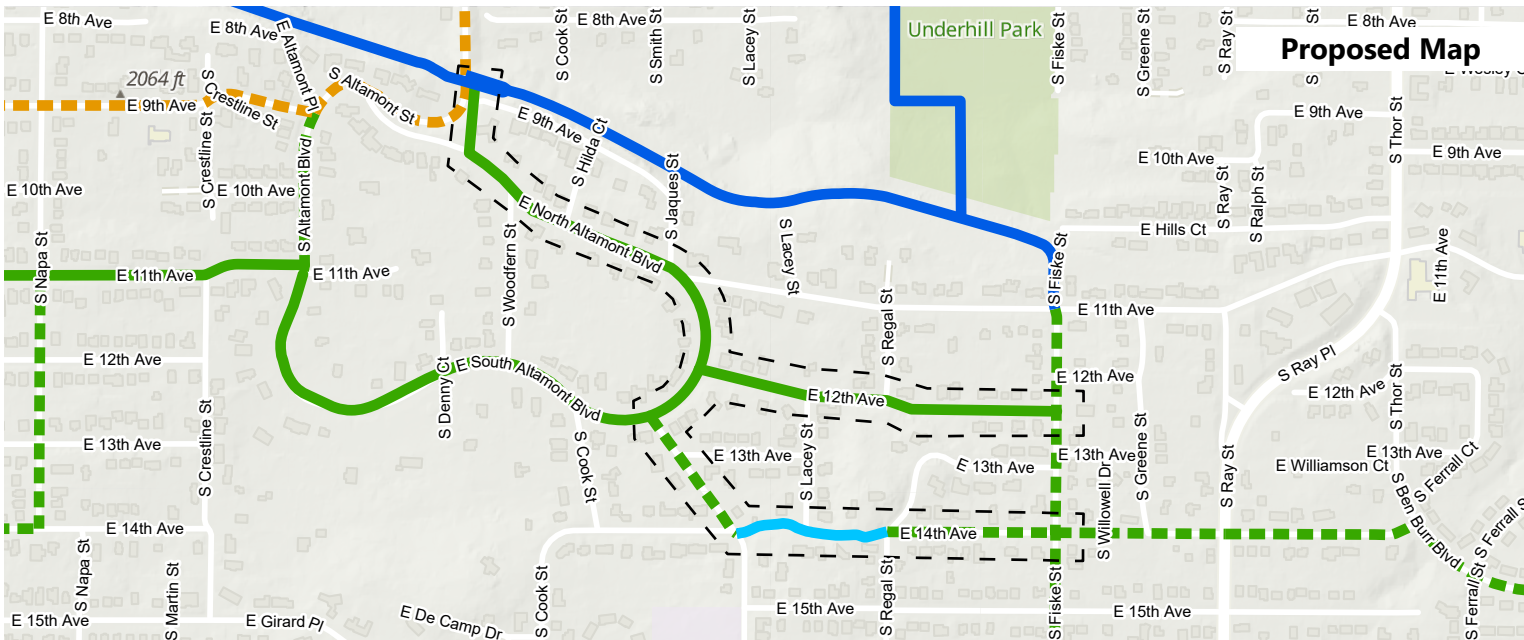 E 8th Ave
E 8th Ave
E Altamont Pl
S Cook St
E 8th Ave
S Smith St
S Lacey St
Underhill Park
S Fiske St
S Greene St
S Ray St
E 8th Ave
Proposed Map
2064 ft
E 9th Ave
S Crestline St
S Altamont St
E 9th Ave
S Hilda Ct
E 9th Ave
S Thor St
E 9th Ave
E 10th Ave
S Crestline St
E 10th Ave
S Altamont Blvd
S Jaques St
E 10th Ave
S Ray St
S Ralph St
E North Altamont Blvd
E Hills Ct
S Napa St
E 11th Ave
E 11th Ave
S Woodfern St
S Lacey St
S Fiske St
E 11th Ave
E 11th Ave
S Regal St
E 12th Ave
S Denny Ct
E South Altamont Blvd
E 12th Ave
E 12th Ave
S Ray Pl
E 12th Ave
S Thor St
E 13th Ave
S Crestline St
S Cook St
E 13th Ave
S Lacey St
E 13th Ave
E 13th Ave
S Willowell Dr
S Greene St
S Ray St
E Williamson Ct
E 13th Ave
S Ferrall Ct
S Ben Burr Blvd
E 14th Ave
E 14th Ave
S Ferrall St
S Napa St
S Martin St
S Cook St
S Regal St
S Fiske St
S Ferrall St
E 15th Ave
E Girard Pl
E De Camp Dr
E 15th Ave
E 15th Ave